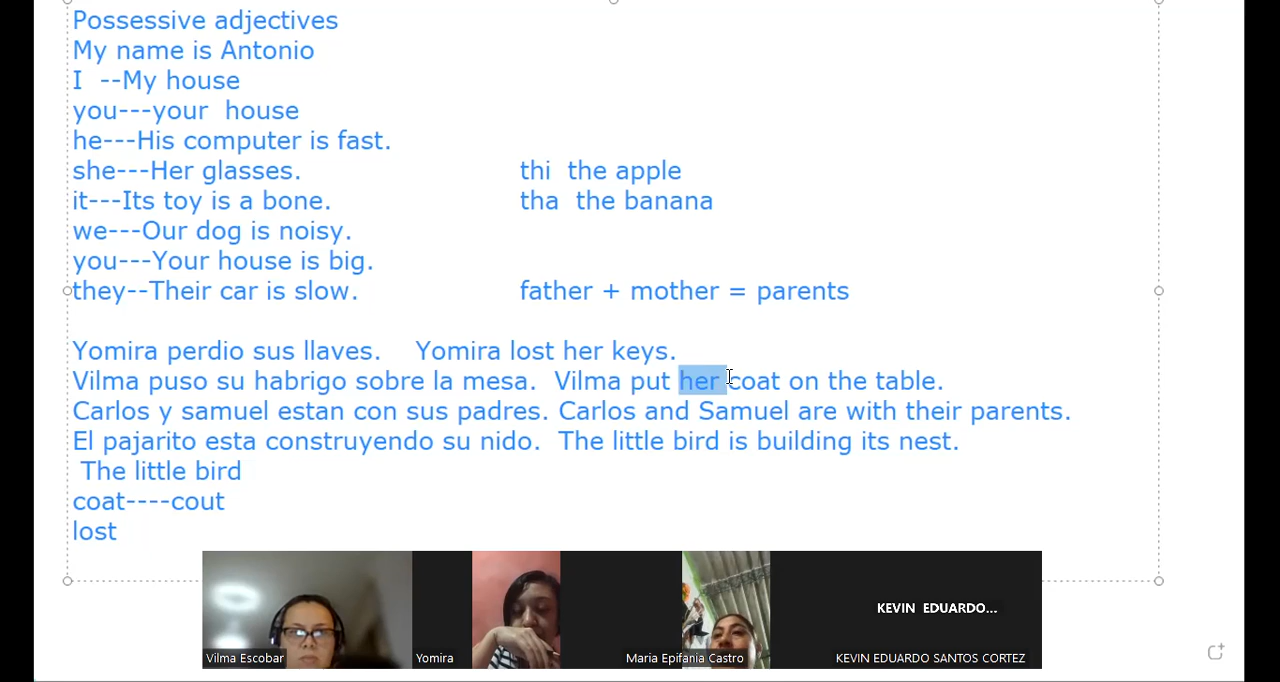 Possessive adjectives
My name is Antonio
I --My house
you---your house
he---His computer is fast.
she---Her glasses. thi the apple
it---Its toy is a bone. tha the banana
we---Our dog is noisy.
you---Your house is big.
they--Their car is slow. father + mother = parents
Yomira perdio sus llaves. Yomira lost her keys.
Vilma puso su habrigo sobre la mesa. Vilma put her coat on the table.
Carlos y samuel estan con sus padres. Carlos and Samuel are with their parents.
El pajarito esta construyendo su nido. The little bird is building its nest.
The little bird
coat----cout
lost
KEVIN EDUARDO...
Vilma Escobar Yomira Maria Epifania Castro KEVIN EDUARDO SANTOS CORTEZ